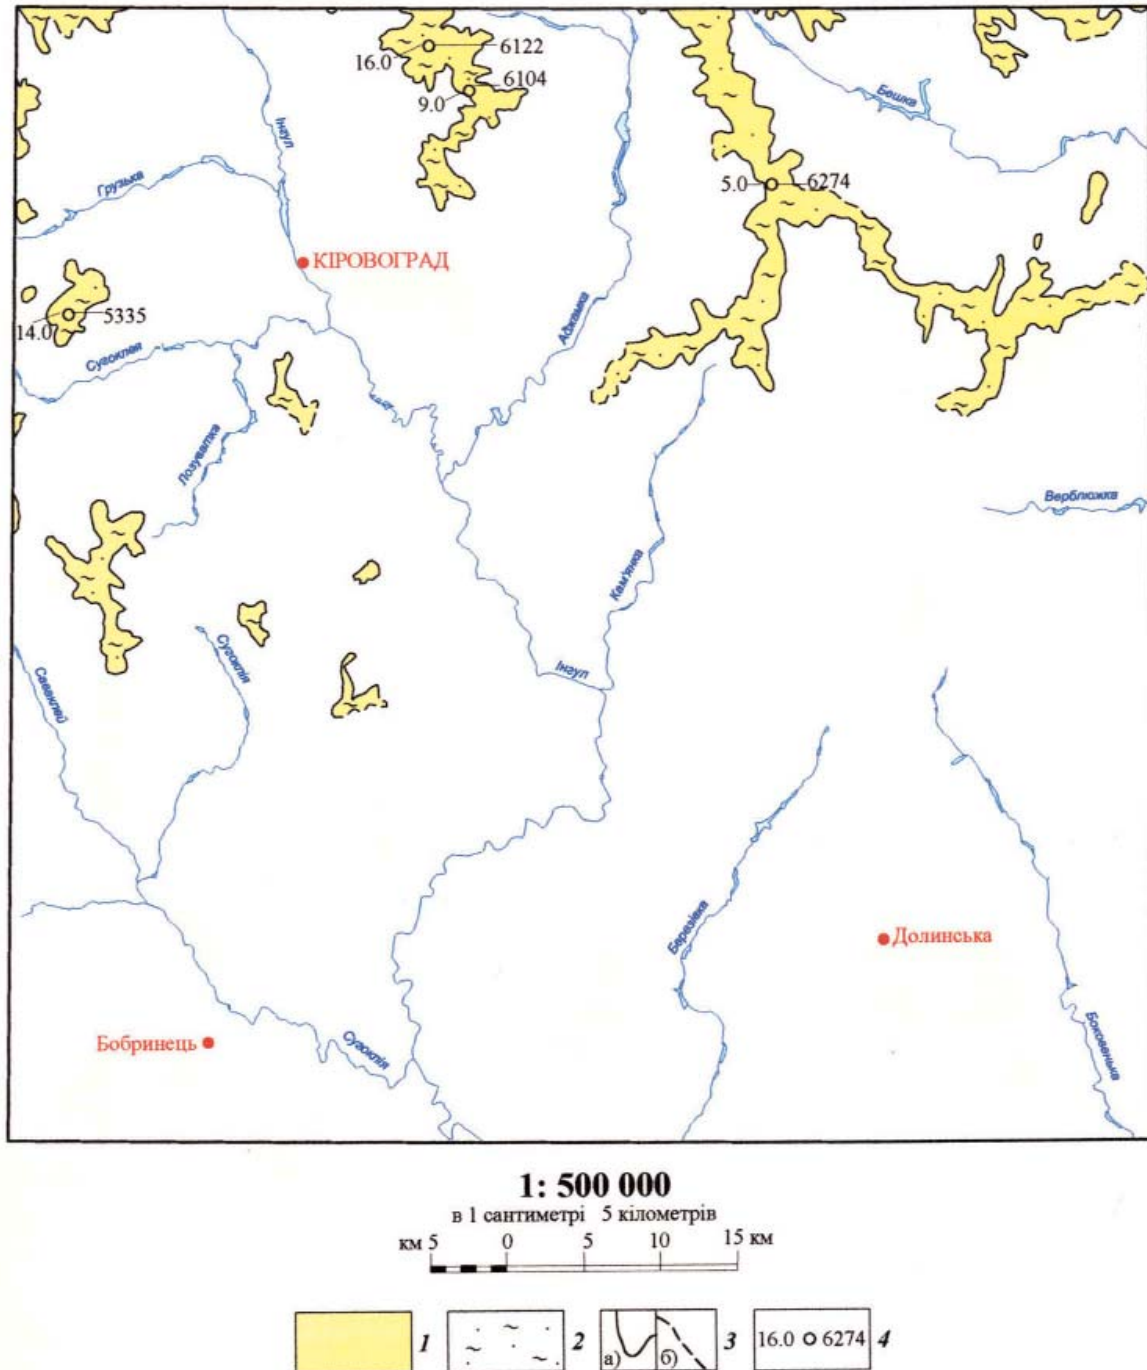 16.0 6122
6104
9.0
Інгул
Бешка
Грузька
5.0 6274
КІРОВОГРАД
14.0 5335
Аджамка
Сугоклея
Лозуватка
Верблюжка
Кам'янка
Сугоклія
Інгул
Саваклей
Березівка
Долинська
Бобринець
Сугоклія
Боковенька
1: 500 000
в 1 сантиметрі 5 кілометрів
км 5 0 5 10 15 км
1 2 а) б) 3 16.0 6274 4